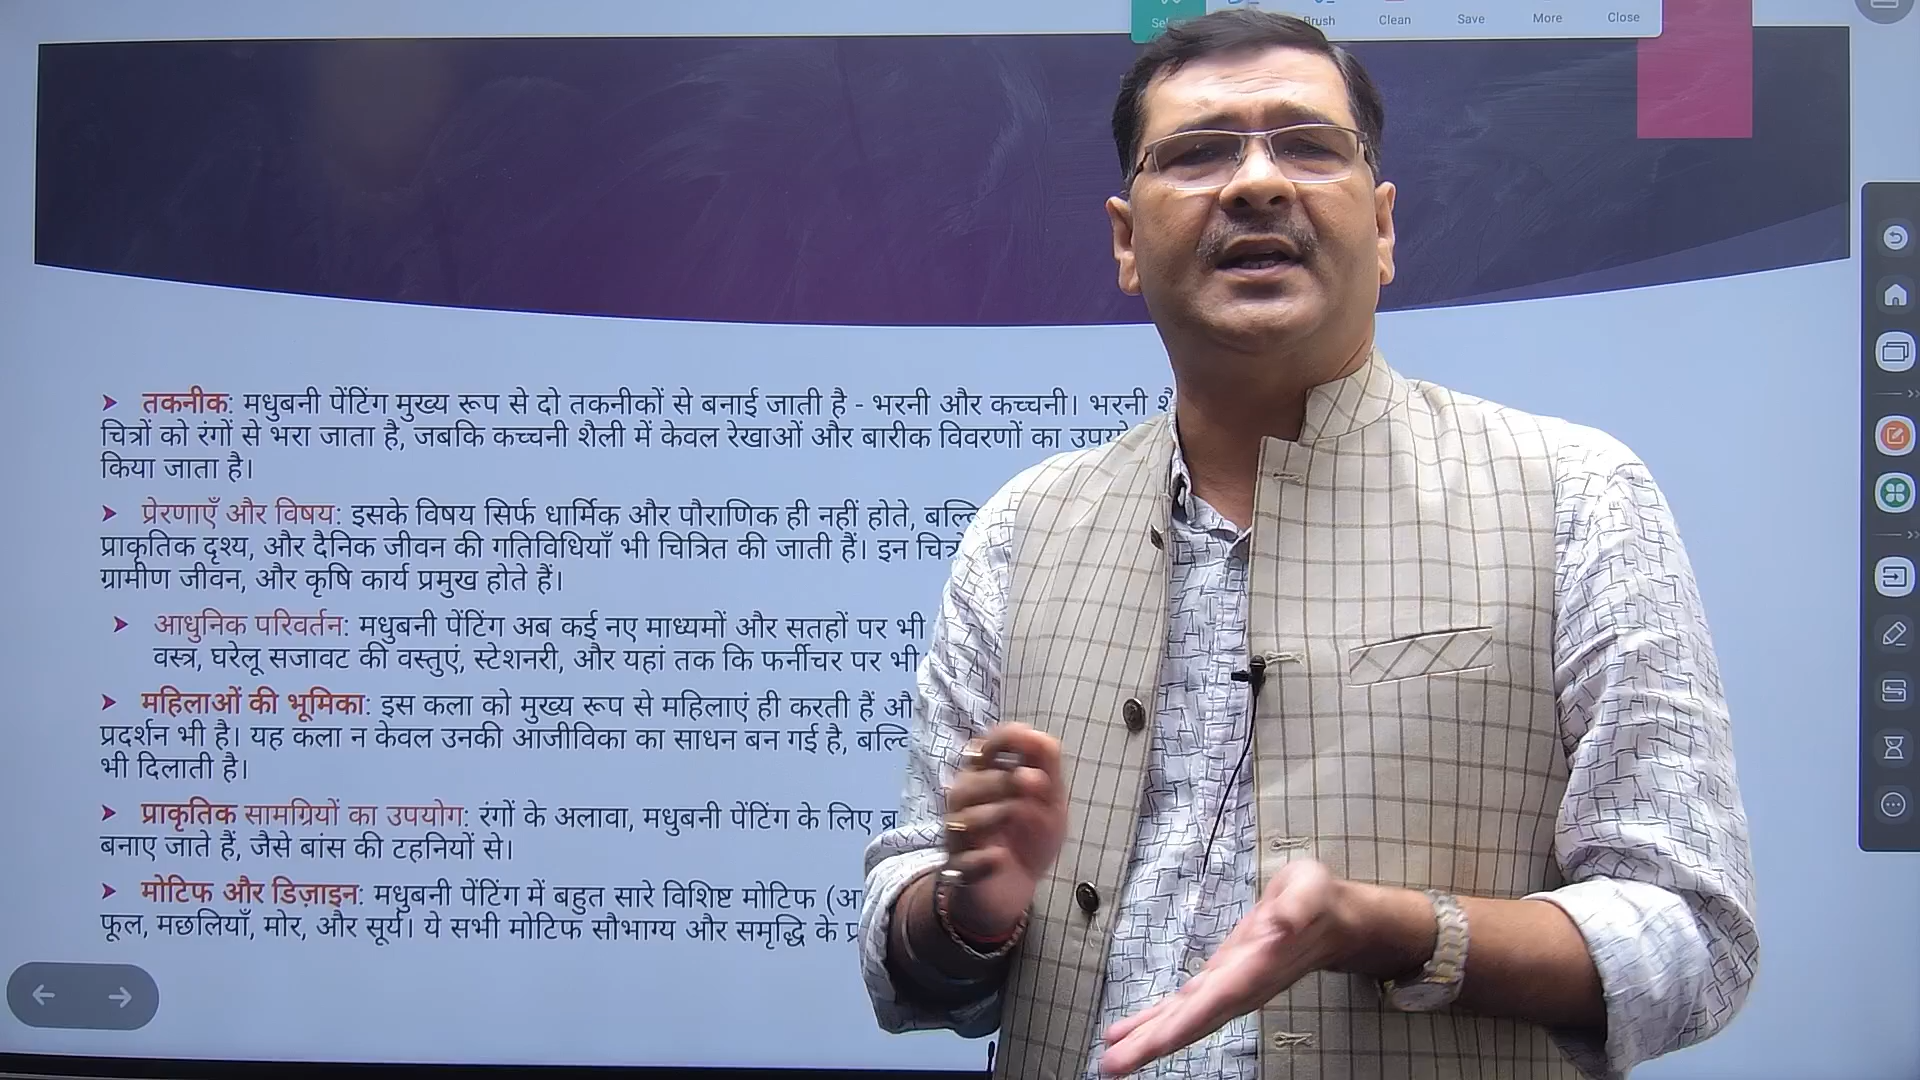 Brush Clean Save More Close
➤ तकनीक: मधुबनी पेंटिंग मुख्य रूप से दो तकनीकों से बनाई जाती है - भरनी और कच्चनी। भरनी
चित्रों को रंगों से भरा जाता है, जबकि कच्चनी शैली में केवल रेखाओं और बारीक विवरणों का
किया जाता है।
➤ प्रेरणाएँ और विषय: इसके विषय सिर्फ धार्मिक और पौराणिक ही नहीं होते,
प्राकृतिक दृश्य, और दैनिक जीवन की गतिविधियाँ भी चित्रित की जाती हैं। इन
ग्रामीण जीवन, और कृषि कार्य प्रमुख होते हैं।
➤ आधुनिक परिवर्तन: मधुबनी पेंटिंग अब कई नए माध्यमों और सतहों पर भी
वस्त्र, घरेलू सजावट की वस्तुएं, स्टेशनरी, और यहां तक कि फर्नीचर पर भी
➤ महिलाओं की भूमिका: इस कला को मुख्य रूप से महिलाएं ही करती हैं
प्रदर्शन भी है। यह कला न केवल उनकी आजीविका का साधन बन गई है,
भी दिलाती है।
➤ प्राकृतिक सामग्रियों का उपयोग: रंगों के अलावा, मधुबनी पेंटिंग के लिए
बनाए जाते हैं, जैसे बांस की टहनियों से।
➤ मोटिफ और डिज़ाइन: मधुबनी पेंटिंग में बहुत सारे विशिष्ट मोटिफ
फूल, मछलियाँ, मोर, और सूर्य। ये सभी मोटिफ सौभाग्य और समृद्धि के